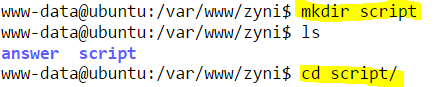 www-data@ubuntu:/var/www/zyni$ mkdir script
www-data@ubuntu:/var/www/zyni$ ls
answer  script
www-data@ubuntu:/var/www/zyni$ cd script/